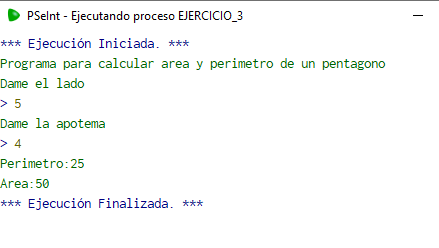 PSeInt - Ejecutando proceso EJERCICIO_3
*** Ejecución Iniciada. ***
Programa para calcular area y perimetro de un pentagono
Dame el lado
> 5
Dame la apotema
> 4
Perimetro:25
Area:50
*** Ejecución Finalizada. ***